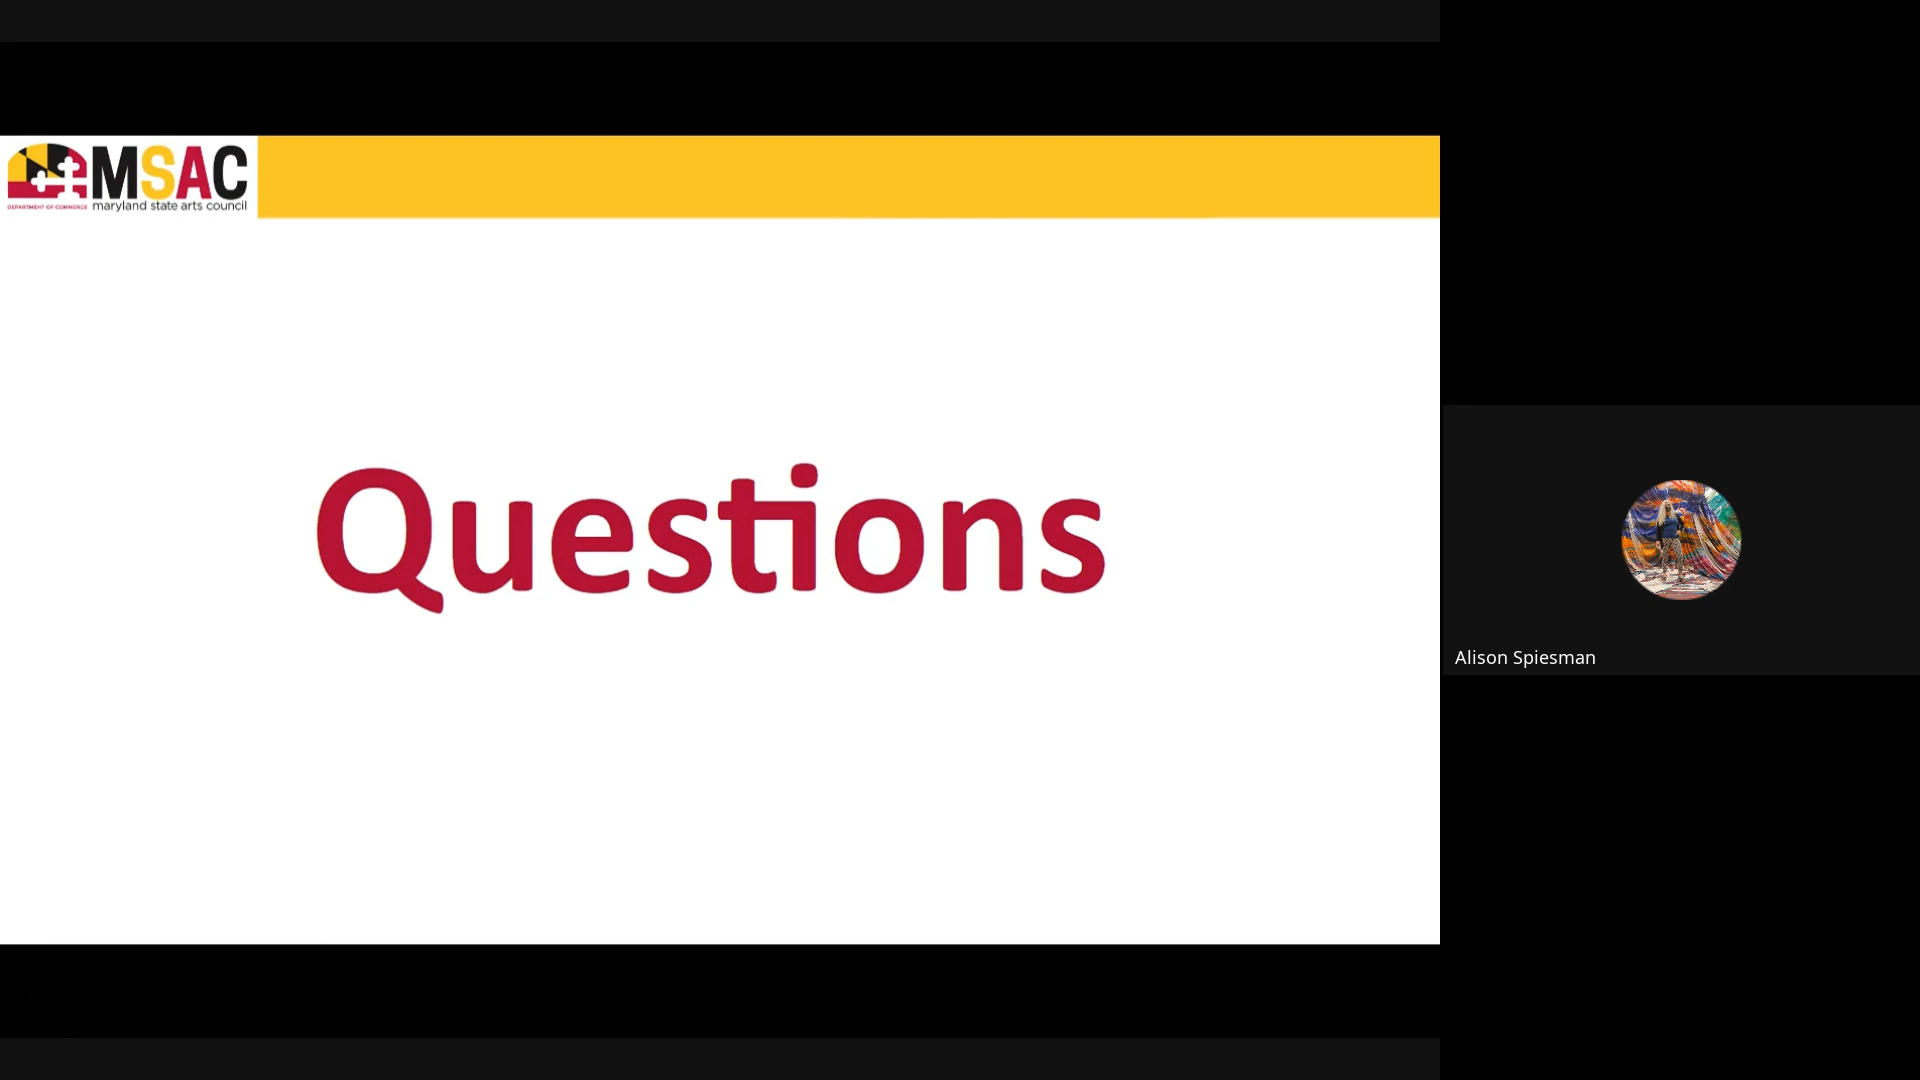 MSAC
DEPARTMENT OF COMMERCE
maryland state arts council
Questions
Alison Spiesman